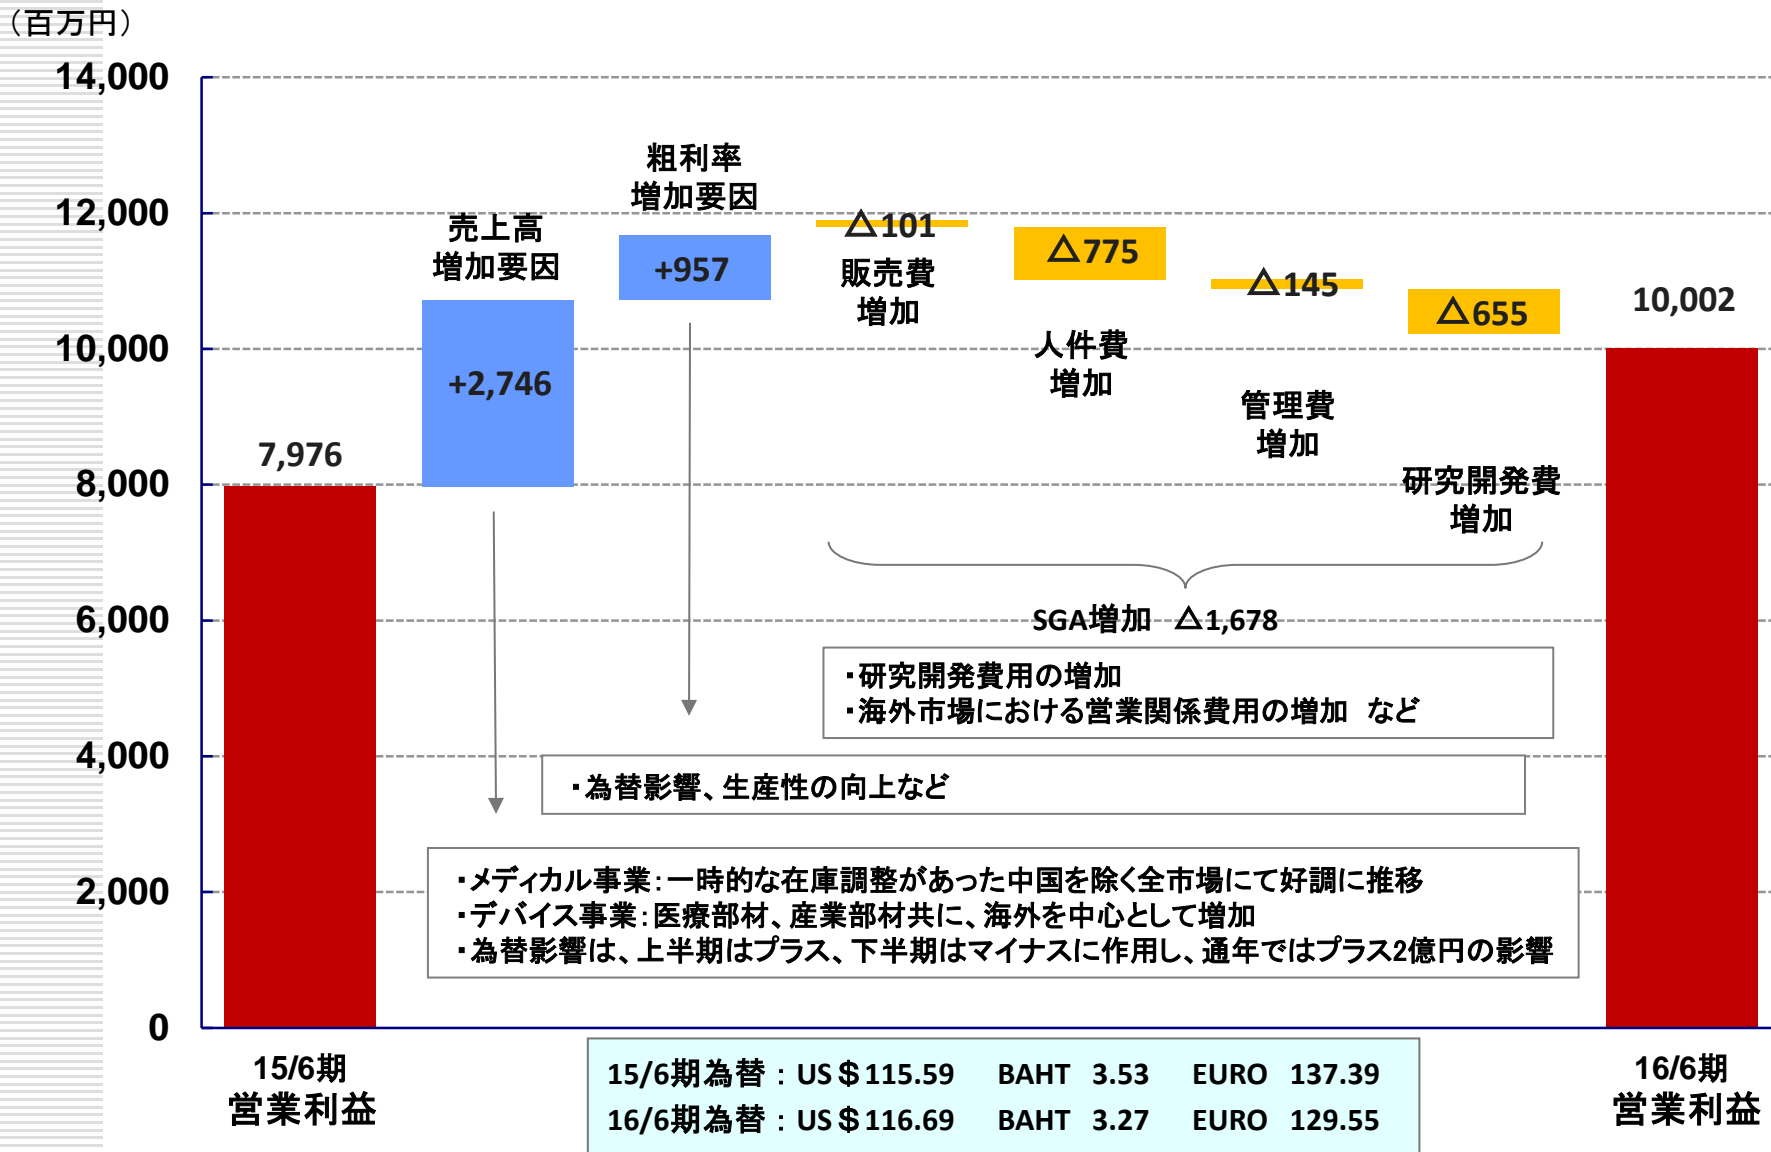 （百万円）
14,000
12,000
10,000
8,000
6,000
4,000
2,000
0
7,976
売上高
増加要因
+2,746
粗利率
増加要因
+957
△101
販売費
増加
△775
人件費
増加
△145
管理費
増加
△655
研究開発費
増加
10,002
SGA増加　△1,678
・研究開発費用の増加
・海外市場における営業関係費用の増加　など
・為替影響、生産性の向上など
・メディカル事業：一時的な在庫調整があった中国を除く全市場にて好調に推移
・デバイス事業：医療部材、産業部材共に、海外を中心として増加
・為替影響は、上半期はプラス、下半期はマイナスに作用し、通年ではプラス2億円の影響
15/6期
営業利益
15/6期為替：US＄115.59　BAHT 3.53　EURO 137.39
16/6期為替：US＄116.69　BAHT 3.27　EURO 129.55
16/6期
営業利益